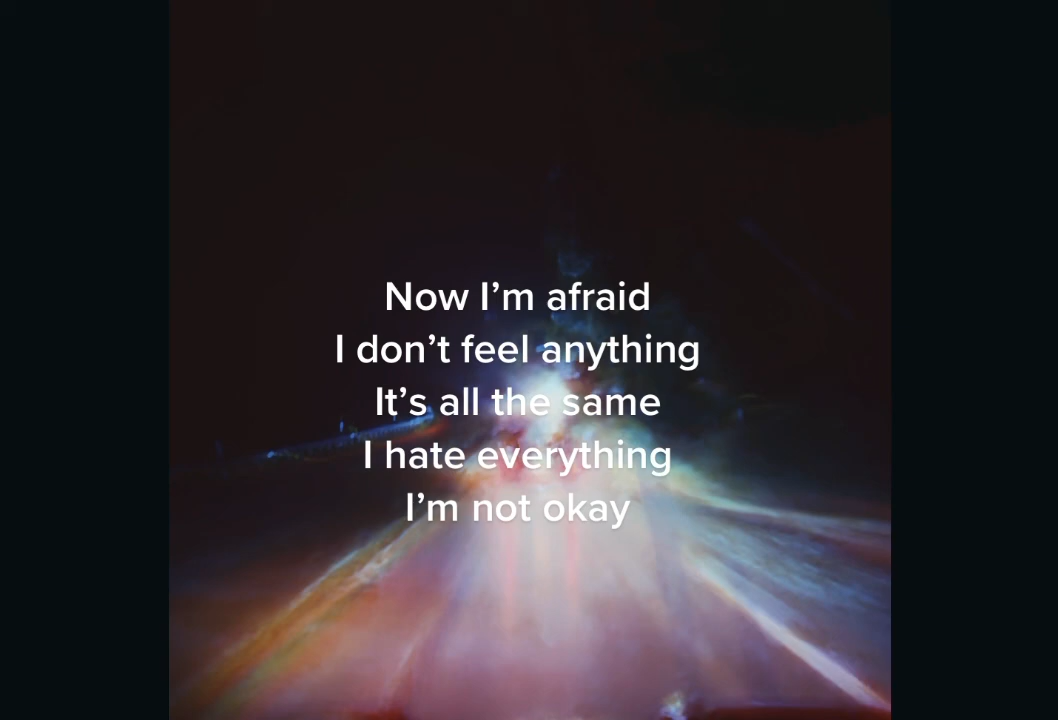 Now I’m afraid
I don’t feel anything
It’s all the same
I hate everything
I’m not okay